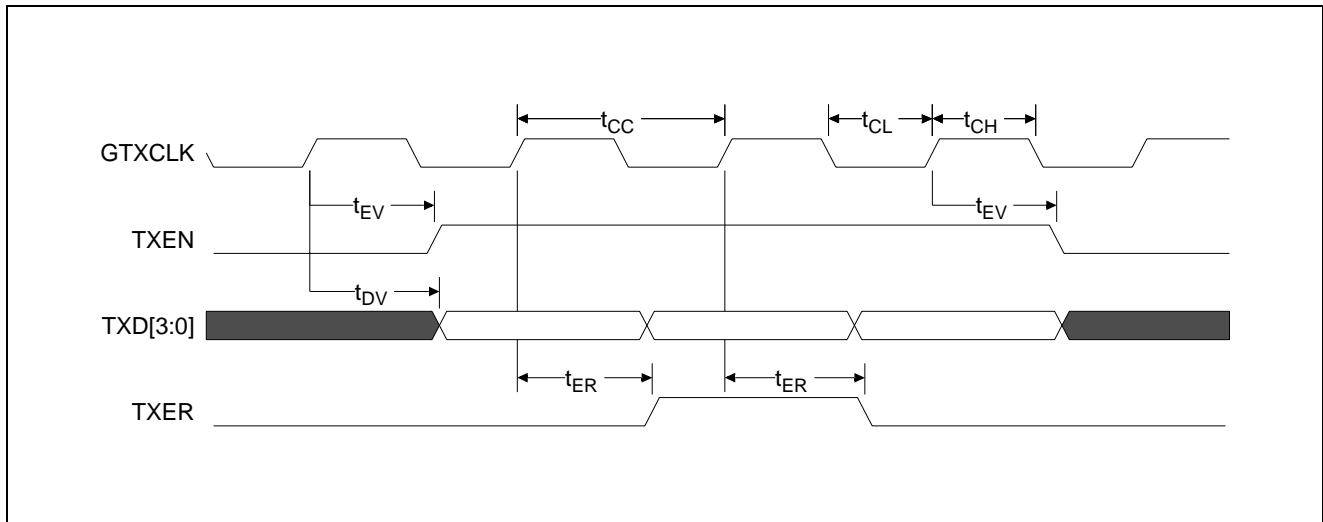 tCC
tCL
tCH
GTXCLK
tEV
tEV
TXEN
tDV
TXD[3:0]
tER
tER
TXER